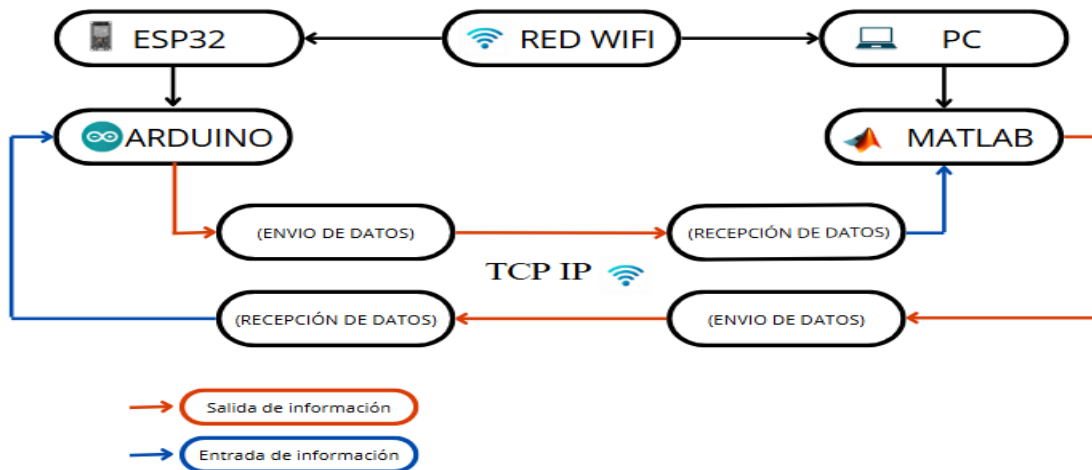 ESP32
RED WIFI
PC
ARDUINO
MATLAB
(ENVIO DE DATOS)
(RECEPCIÓN DE DATOS)
TCP IP
(RECEPCIÓN DE DATOS)
(ENVIO DE DATOS)
Salida de información
Entrada de información